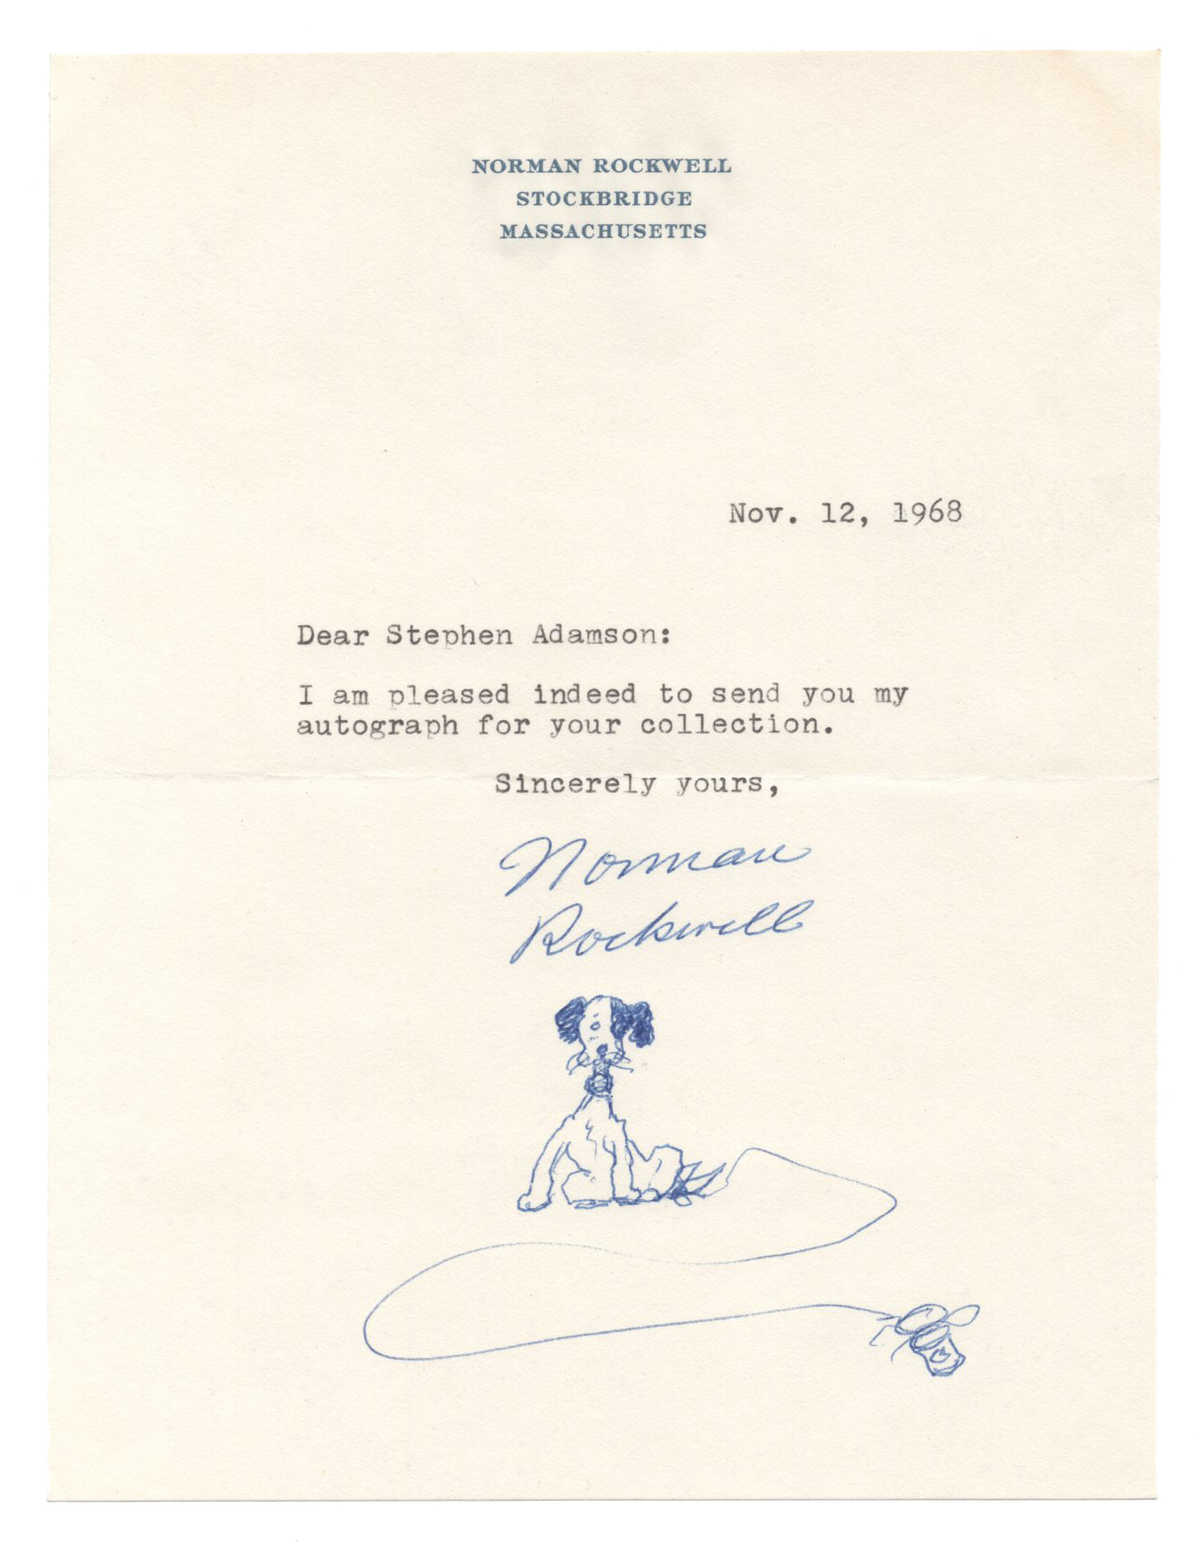 NORMAN ROCKWELL
STOCKBRIDGE
MASSACHUSETTS
Nov. 12, 1968
Dear Stephen Adamson:
I am pleased indeed to send you my
autograph for your collection.
Sincerely yours,
Norman
Rockwell